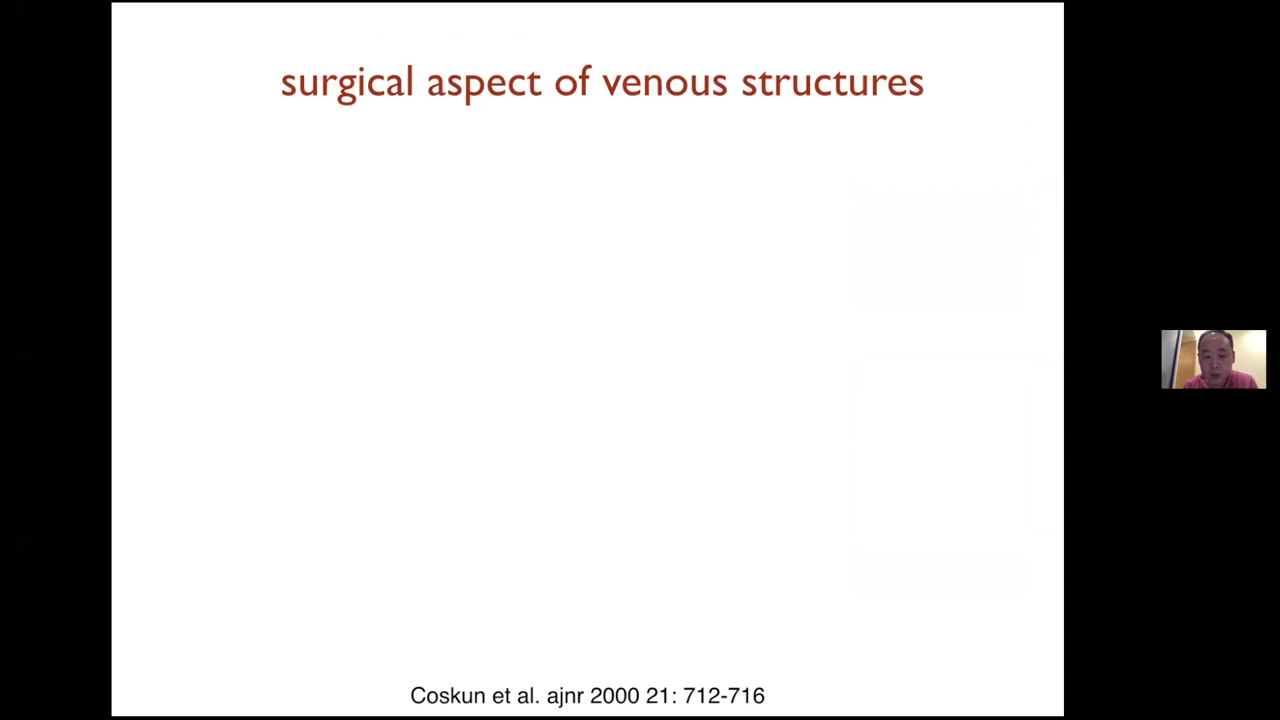 surgical aspect of venous structures
Coskun et al. ajnr 2000 21: 712-716